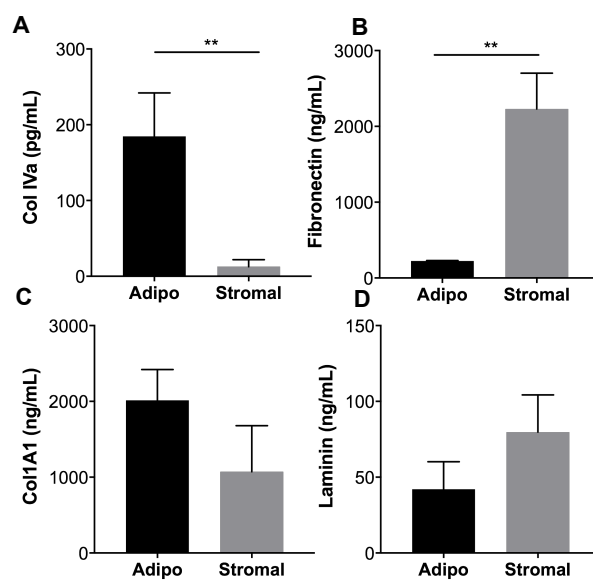 A
Col IVa (pg/mL)
300
200
100
0
**
Adipo Stromal
B
Fibronectin (ng/mL)
3000
2000
1000
0
**
Adipo Stromal
C
Col1A1 (ng/mL)
3000
2000
1000
0
Adipo Stromal
D
Laminin (ng/mL)
150
100
50
0
Adipo Stromal